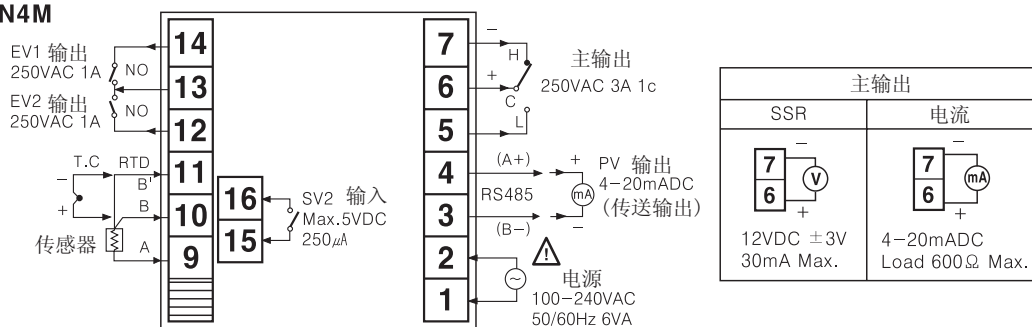 N4M
EV1 输出
250VAC 1A
NO
EV2 输出
250VAC 1A
NO
T.C
RTD
B'
B
A
−
+
传感器
14
13
12
11
10
9
16
15
SV2 输入
Max.5VDC
250㎂
7
6
5
4
3
2
1
−
H
+
C
L
主输出
250VAC 3A 1c
(A+)
RS485
(B−)
+
mA
−
PV 输出
4−20mADC
(传送输出)
!
~
电源
100−240VAC
50/60Hz 6VA
主输出
SSR
电流
7
6
−
V
+
12VDC ±3V
30mA Max.
7
6
−
mA
+
4−20mADC
Load 600Ω Max.